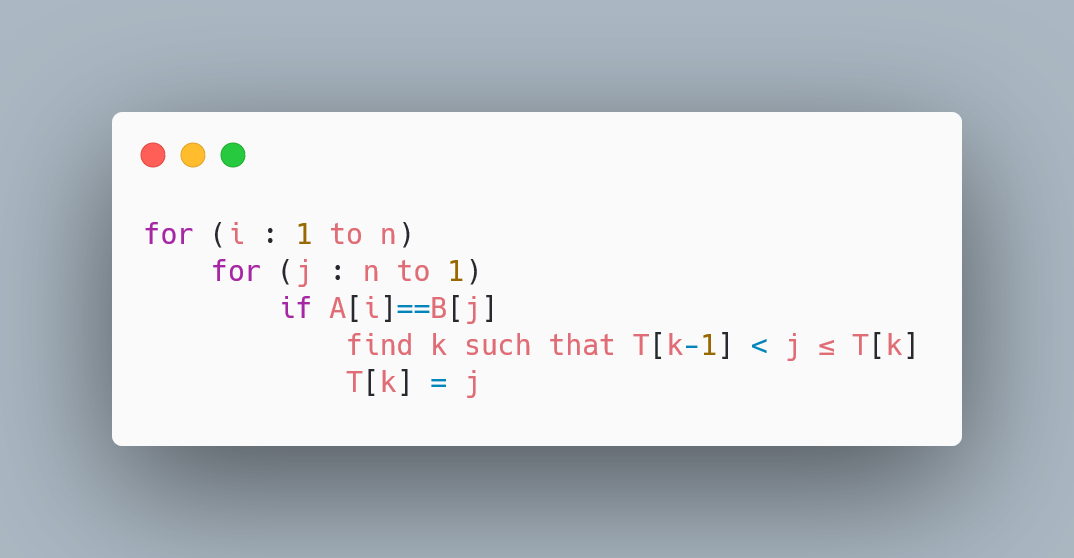 for (i : 1 to n)
    for (j : n to 1)
        if A[i]==B[j]
            find k such that T[k-1] < j ≤ T[k]
            T[k] = j